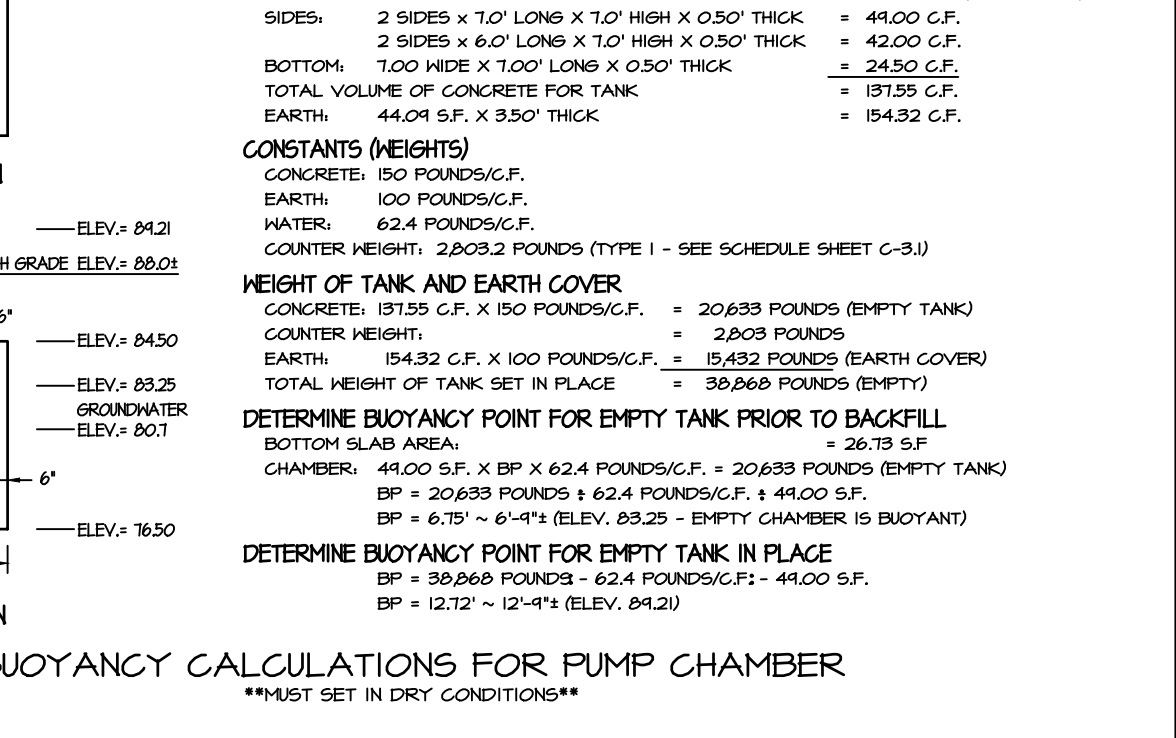 SIDES: 2 SIDES x 7.0' LONG X 7.0' HIGH X 0.50' THICK = 49.00 C.F.
2 SIDES x 6.0' LONG X 7.0' HIGH X 0.50' THICK = 42.00 C.F.
BOTTOM: 7.00 WIDE X 7.00' LONG X 0.50' THICK = 24.50 C.F.
TOTAL VOLUME OF CONCRETE FOR TANK = 137.55 C.F.
EARTH: 44.09 S.F. X 3.50' THICK = 154.32 C.F.
CONSTANTS (WEIGHTS)
CONCRETE: 150 POUNDS/C.F.
EARTH: 100 POUNDS/C.F.
WATER: 62.4 POUNDS/C.F.
COUNTER WEIGHT: 2,803.2 POUNDS (TYPE 1 - SEE SCHEDULE SHEET C-3.1)
WEIGHT OF TANK AND EARTH COVER
CONCRETE: 137.55 C.F. X 150 POUNDS/C.F. = 20,633 POUNDS (EMPTY TANK)
COUNTER WEIGHT: = 2,803 POUNDS
EARTH: 154.32 C.F. X 100 POUNDS/C.F. = 15,432 POUNDS (EARTH COVER)
TOTAL WEIGHT OF TANK SET IN PLACE = 38,868 POUNDS (EMPTY)
DETERMINE BUOYANCY POINT FOR EMPTY TANK PRIOR TO BACKFILL
BOTTOM SLAB AREA: = 26.73 S.F
CHAMBER: 49.00 S.F. X BP X 62.4 POUNDS/C.F. = 20,633 POUNDS (EMPTY TANK)
BP = 20,633 POUNDS ÷ 62.4 POUNDS/C.F. ÷ 49.00 S.F.
BP = 6.75' ~ 6'-9"± (ELEV. 83.25 - EMPTY CHAMBER IS BUOYANT)
DETERMINE BUOYANCY POINT FOR EMPTY TANK IN PLACE
BP = 38,868 POUNDS - 62.4 POUNDS/C.F. - 49.00 S.F.
BP = 12.72' ~ 12'-9"± (ELEV. 89.21)
ELEV.= 89.21
H GRADE ELEV.= 88.0±
6"
ELEV.= 84.50
ELEV.= 83.25
GROUNDWATER
ELEV.= 80.7
6"
ELEV.= 76.50
N
BUOYANCY CALCULATIONS FOR PUMP CHAMBER
**MUST SET IN DRY CONDITIONS**